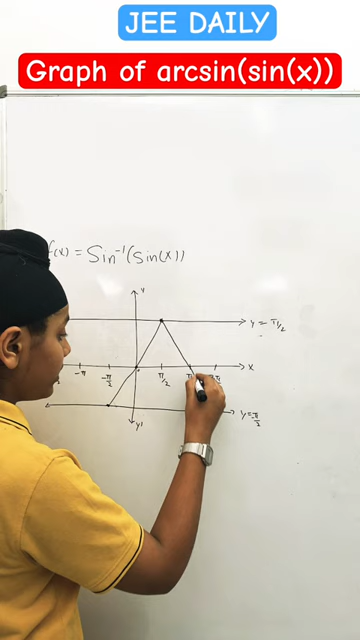 JEE DAILY
Graph of arcsin(sin(x))
f(x) = Sin⁻¹(Sin(x))
y
y = π/2
-π -π/2 π/2 π x
y = -π/2
y'